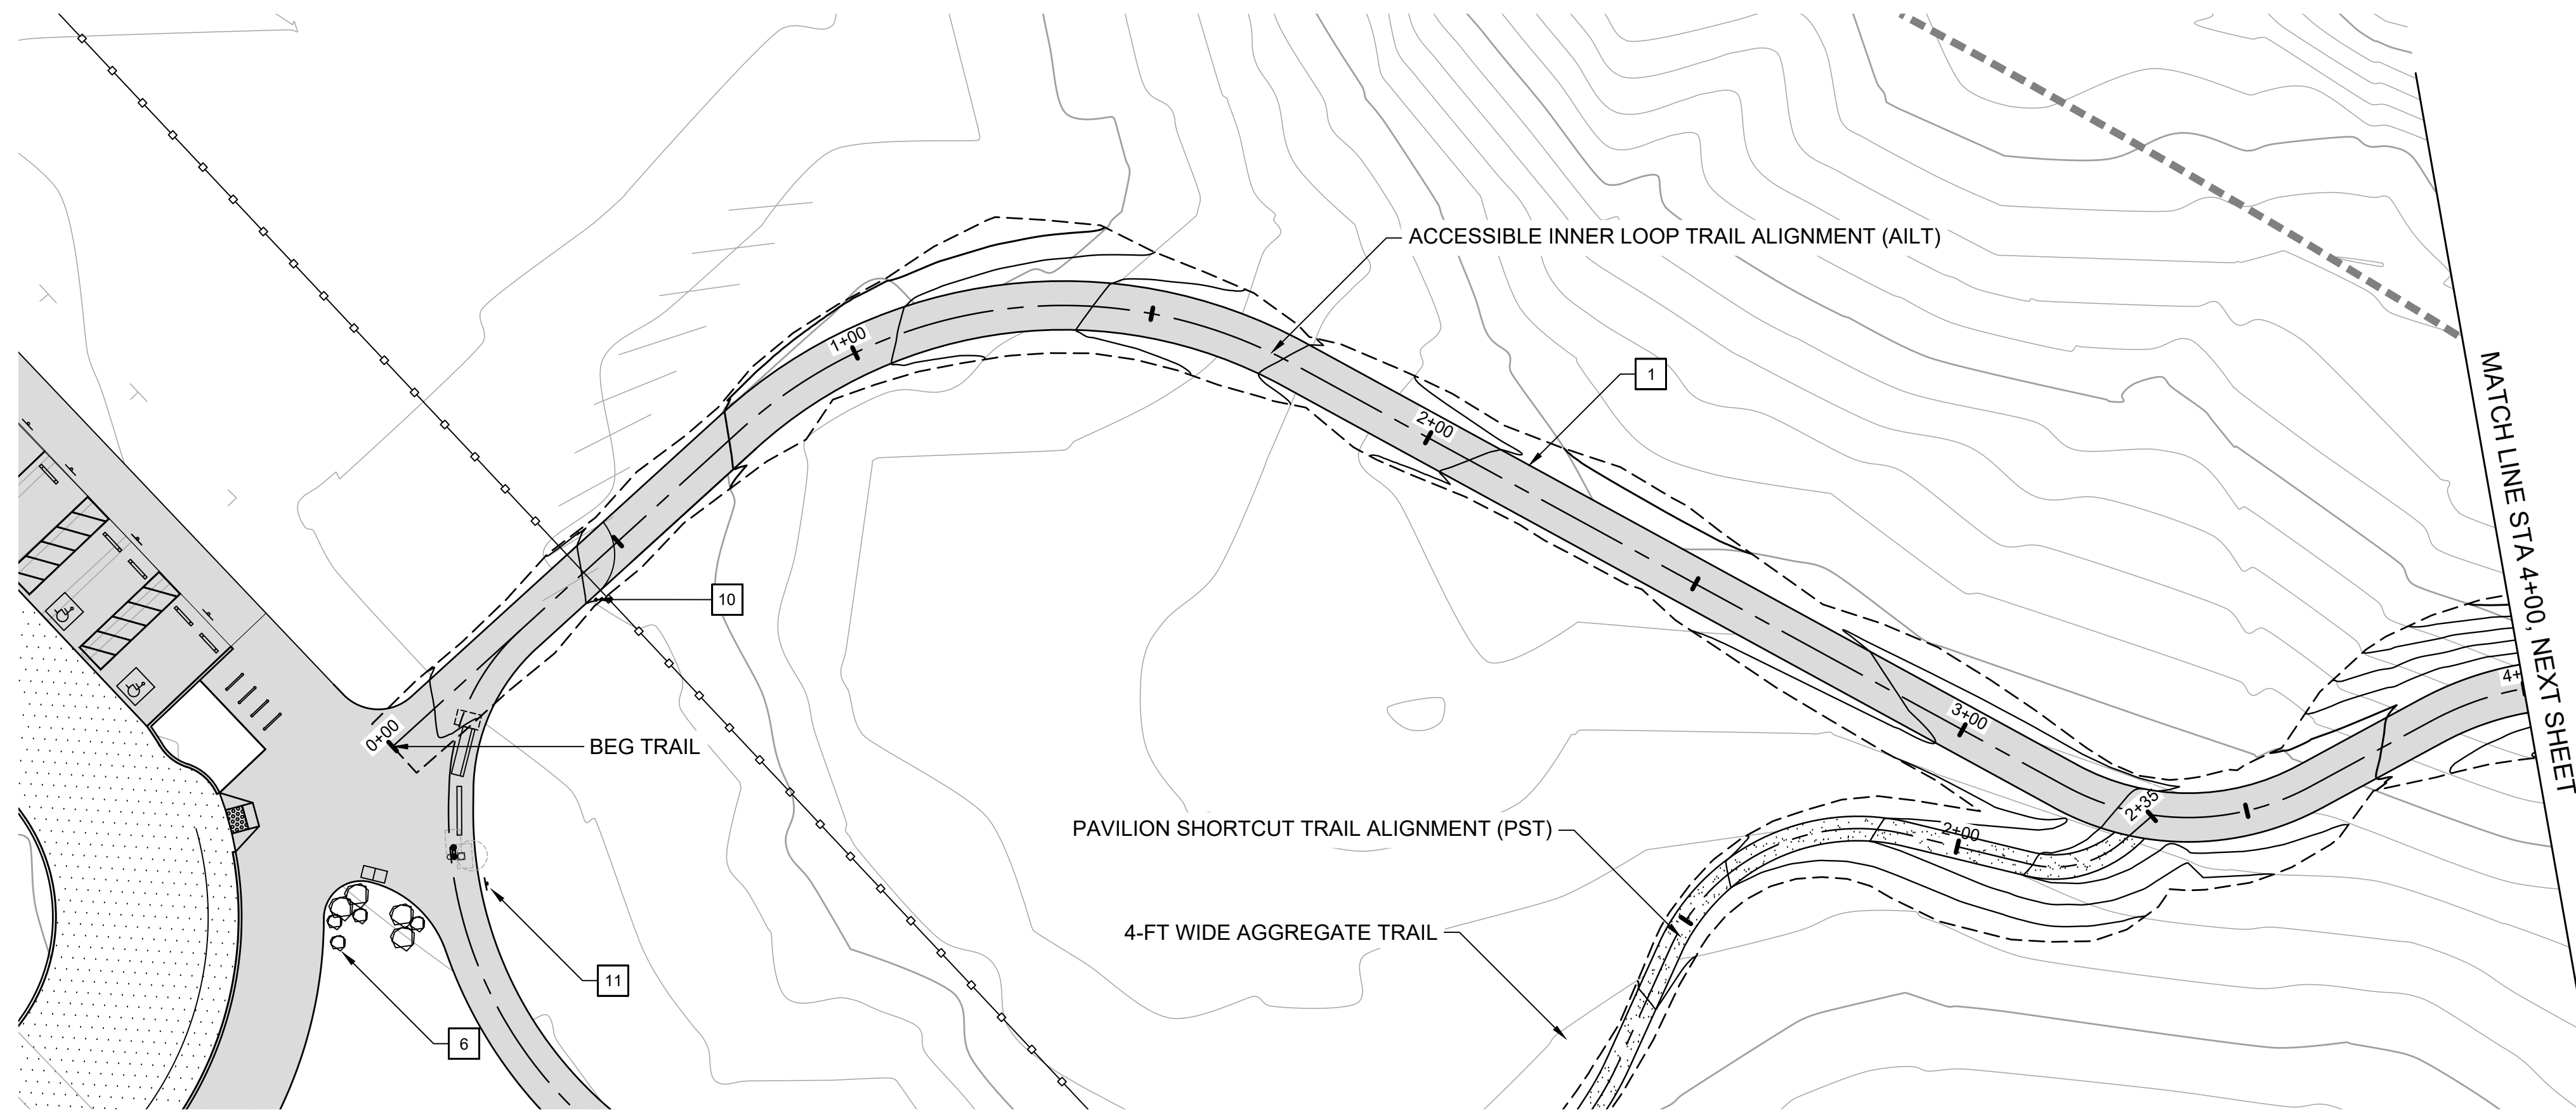 ACCESSIBLE INNER LOOP TRAIL ALIGNMENT (AILT)
1+00
1
2+00
MATCH LINE STA 4+00, NEXT SHEET
10
4+
3+00
0+00
BEG TRAIL
2+35
PAVILION SHORTCUT TRAIL ALIGNMENT (PST)
2+00
4-FT WIDE AGGREGATE TRAIL
11
6